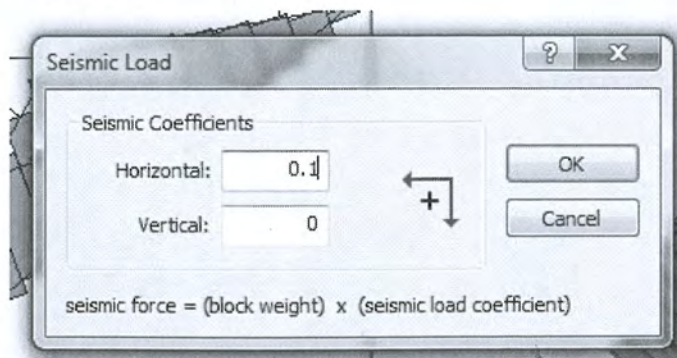 Seismic Load
Seismic Coefficients
Horizontal: 0.1
OK
Vertical: 0
Cancel
seismic force = (block weight) x (seismic load coefficient)